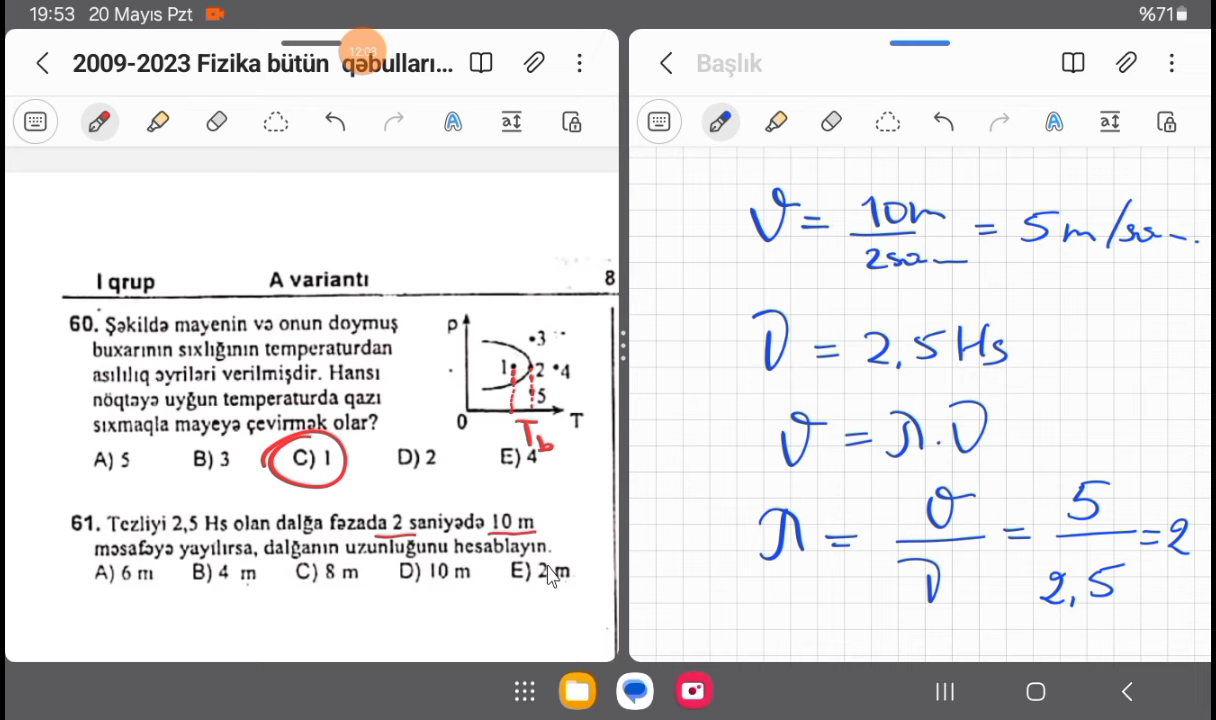 19:53 20 Mayıs Pzt %71
12:03
2009-2023 Fizika bütün qəbulları...
I qrup A variantı 8
60. Şəkildə mayenin və onun doymuş
buxarının sıxlığının temperaturdan
asılılıq əyriləri verilmişdir. Hansı
nöqtəyə uyğun temperaturda qazı
sıxmaqla mayeyə çevirmək olar?
ρ
3
1 2 4
5
0 T
Tb
A) 5 B) 3 C) 1 D) 2 E) 4
61. Tezliyi 2,5 Hs olan dalğa fəzada 2 saniyədə 10 m
məsafəyə yayılırsa, dalğanın uzunluğunu hesablayın.
A) 6 m B) 4 m C) 8 m D) 10 m E) 2 m
Başlık
ϑ = 10m / 2san = 5 m/san
ν = 2,5 Hs
ϑ = λ.ν
λ = ϑ / ν = 5 / 2,5 = 2